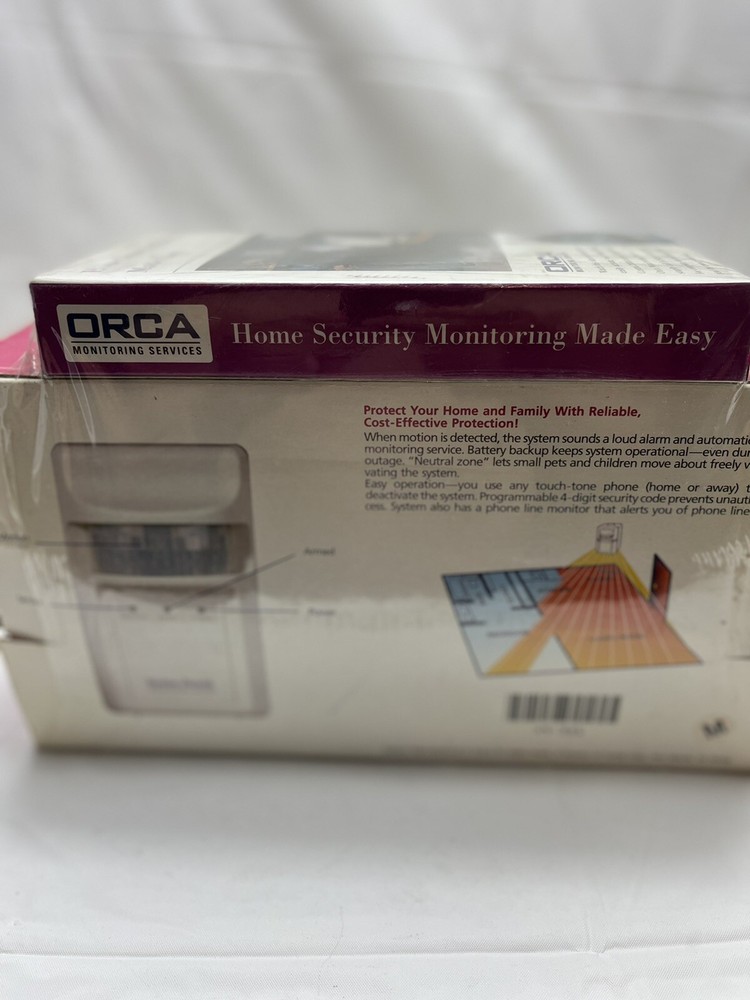 ORCA
MONITORING SERVICES
Home Security Monitoring Made Easy
Protect Your Home and Family With Reliable,
Cost-Effective Protection!
When motion is detected, the system sounds a loud alarm and automatic
monitoring service. Battery backup keeps system operational—even dur
outage. "Neutral zone" lets small pets and children move about freely w
vating the system.
Easy operation—you use any touch-tone phone (home or away) t
deactivate the system. Programmable 4-digit security code prevents unaut
cess. System also has a phone line monitor that alerts you of phone line
Armed
ORCA